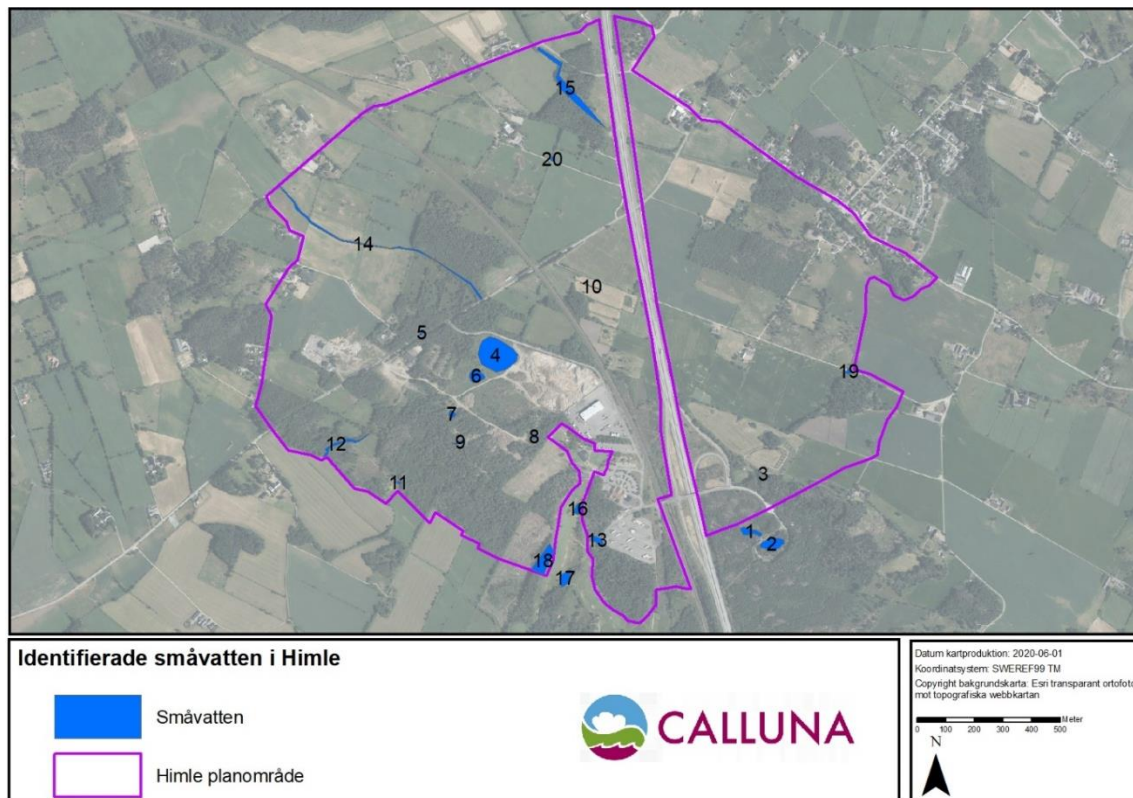 15
20
14
10
5
4
6
19
7
12
8
9
3
11
16
1
13
2
18
17
Identifierade småvatten i Himle
Småvatten
Himle planområde
CALLUNA
Datum kartproduktion: 2020-06-01
Koordinatsystem: SWEREF99 TM
Copyright bakgrundskarta: Esri transparant ortofoto
mot topografiska webbkartan
Meter
0 100 200 300 400 500
N